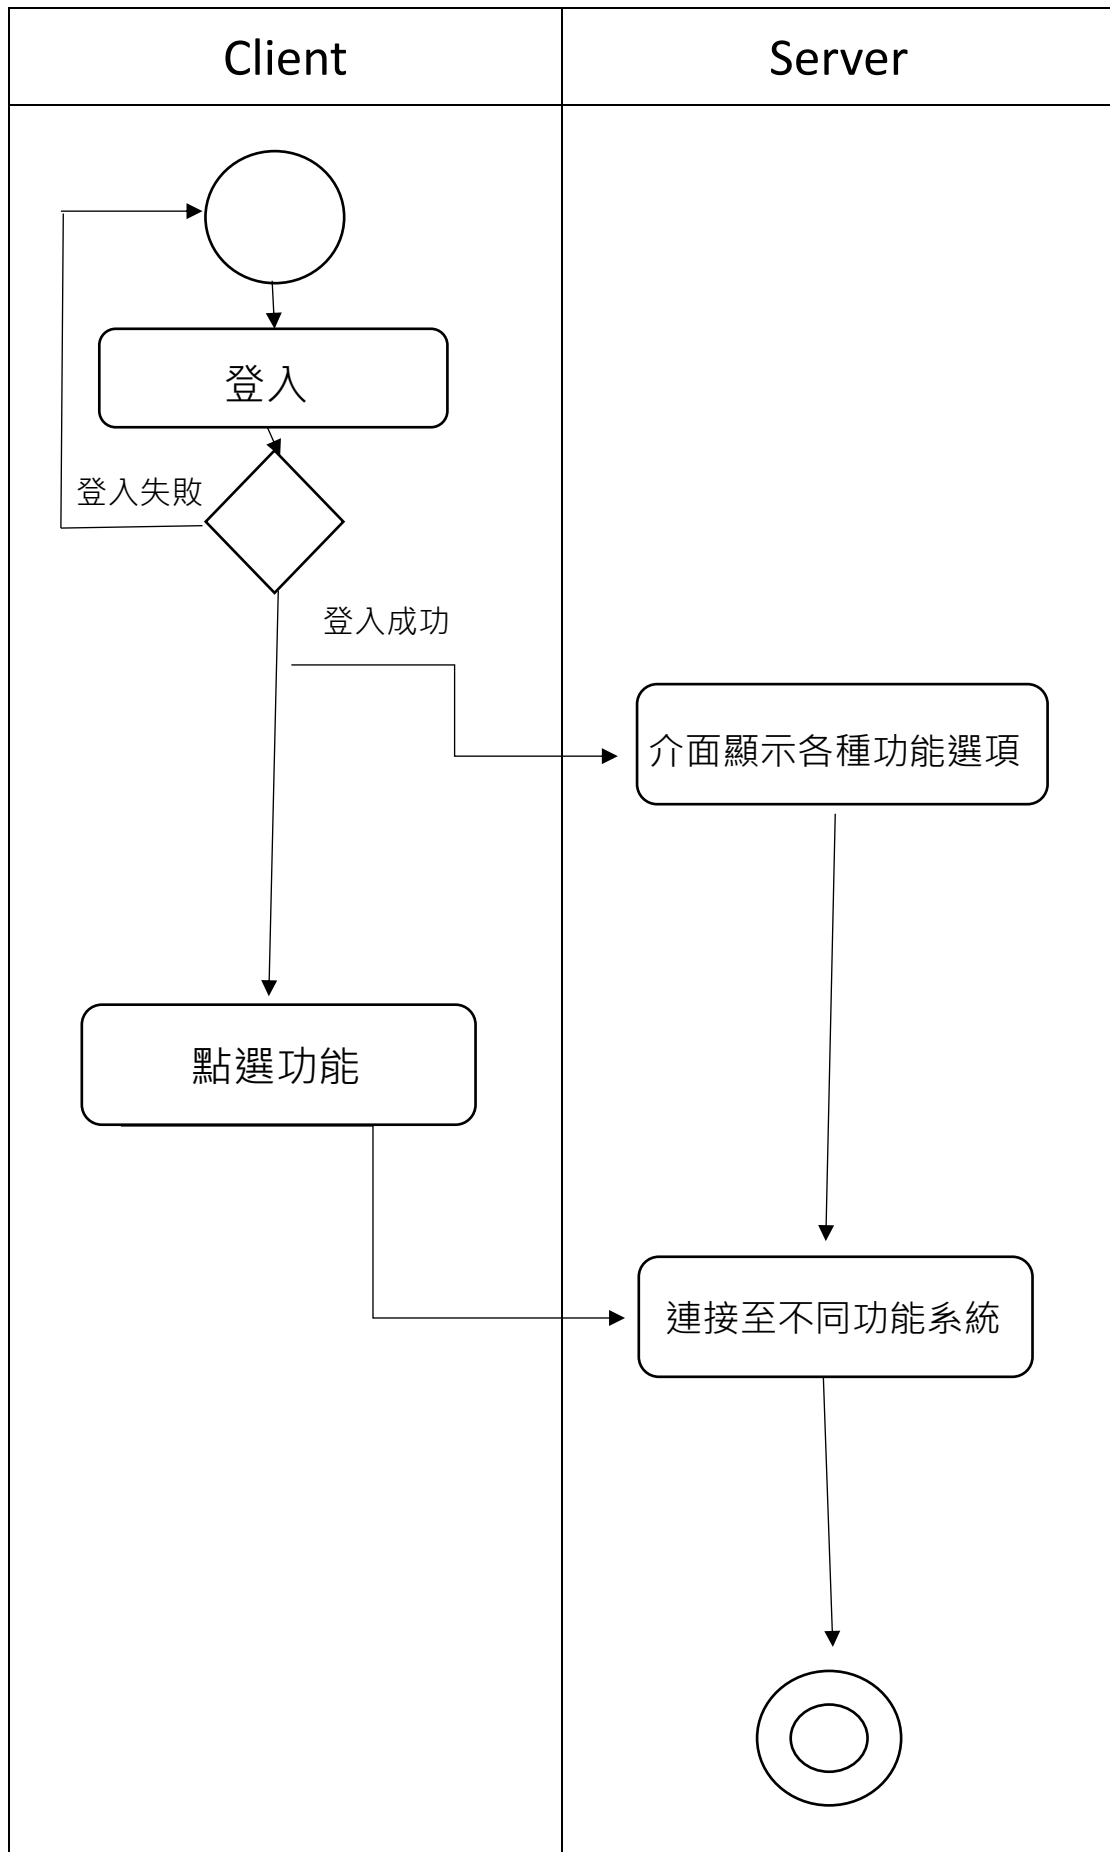 Client
Server
登入
登入失敗
登入成功
介面顯示各種功能選項
點選功能
連接至不同功能系統